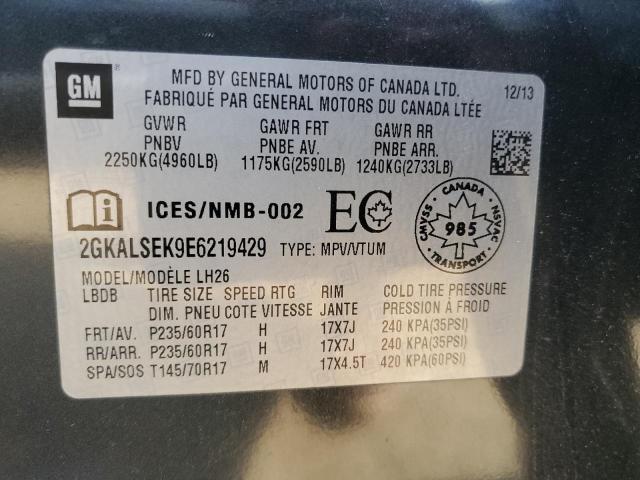 GM
MFD BY GENERAL MOTORS OF CANADA LTD.
12/13
FABRIQUÉ PAR GENERAL MOTORS DU CANADA LTÉE
GVWR GAWR FRT GAWR RR
PNBV PNBE AV. PNBE ARR.
2250KG(4960LB) 1175KG(2590LB) 1240KG(2733LB)
ICES/NMB-002 EC
CANADA
CMVSS 985 NSVAC
TRANSPORT
2GKALSEK9E6219429 TYPE: MPV/VTUM
MODEL/MODÈLE LH26
LBDB TIRE SIZE SPEED RTG RIM COLD TIRE PRESSURE
DIM. PNEU COTE VITESSE JANTE PRESSION À FROID
FRT/AV. P235/60R17 H 17X7J 240 KPA(35PSI)
RR/ARR. P235/60R17 H 17X7J 240 KPA(35PSI)
SPA/SOS T145/70R17 M 17X4.5T 420 KPA(60PSI)